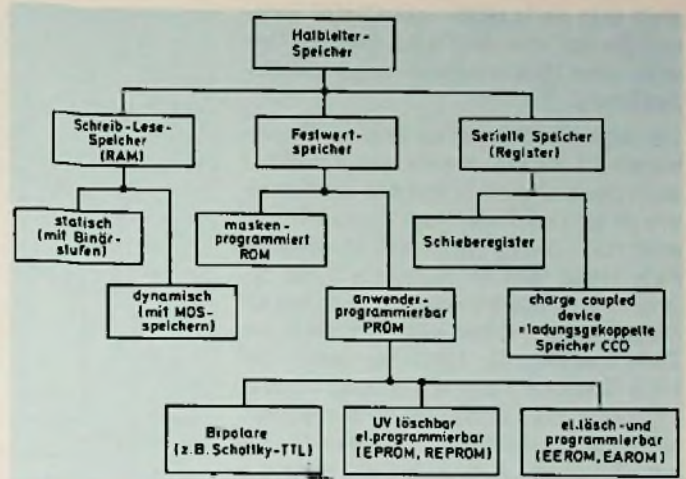 Halbleiter-
Speicher
Schreib-Lese-
Speicher
(RAM)
Festwert-
speicher
Serielle Speicher
(Register)
statisch
(mit Binär-
stufen)
masken-
programmiert
ROM
Schieberegister
dynamisch
(mit MOS-
speichern)
anwender-
programmierbar
PROM
charge coupled
device
=ladungsgekoppelte
Speicher CCD
Bipolare
(z.B. Schottky-TTL)
UV löschbar
el.programmierbar
(EPROM, REPROM)
el.lösch-und
programmierbar
(EEROM, EAROM)